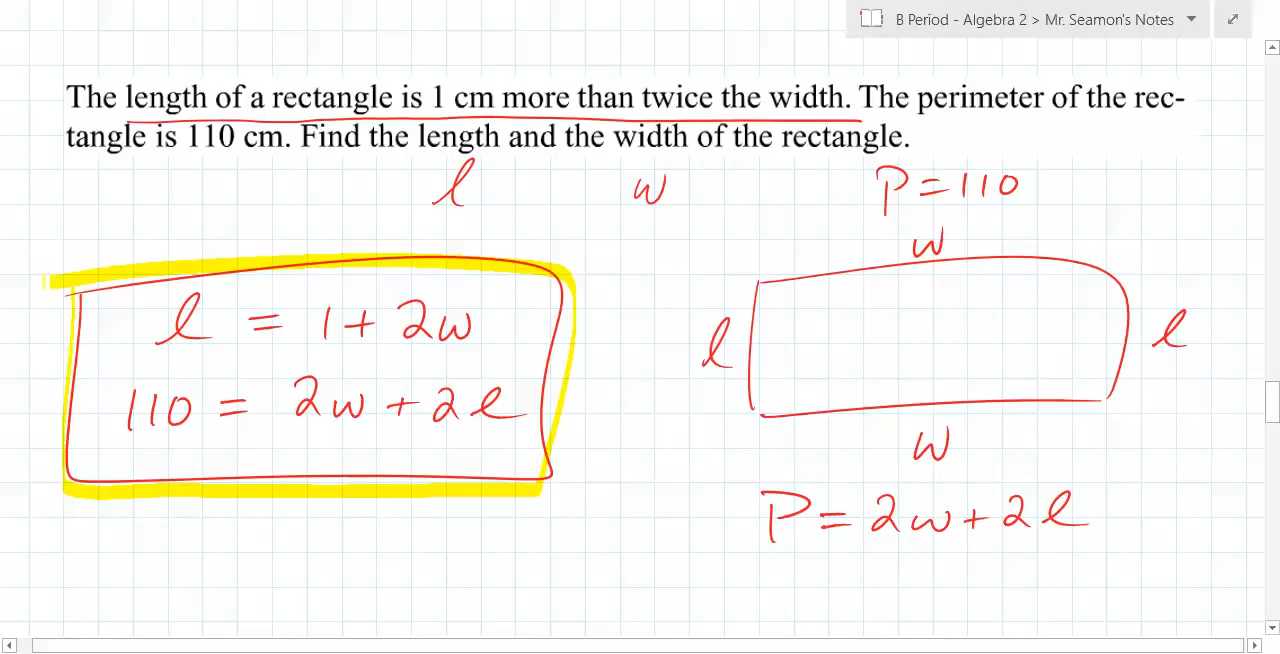 B Period - Algebra 2 > Mr. Seamon's Notes
The length of a rectangle is 1 cm more than twice the width. The perimeter of the rec-
tangle is 110 cm. Find the length and the width of the rectangle.
l w P = 110
w
l = 1 + 2w
l l
110 = 2w + 2l
w
P = 2w + 2l